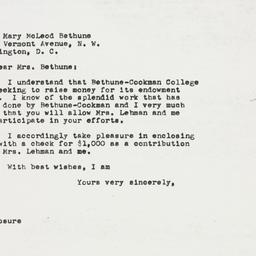 Mary McLeod Bethune
Vermont Avenue, N. W.
ington, D. C.
ear Mrs. Bethune:
I understand that Bethune-Cookman College
eeking to raise money for its endowment
. I know of the splendid work that has
done by Bethune-Cookman and I very much
that you will allow Mrs. Lehman and me
articipate in your efforts.
I accordingly take pleasure in enclosing
with a check for $1,000 as a contribution
Mrs. Lehman and me.
With best wishes, I am
Yours very sincerely,
osure